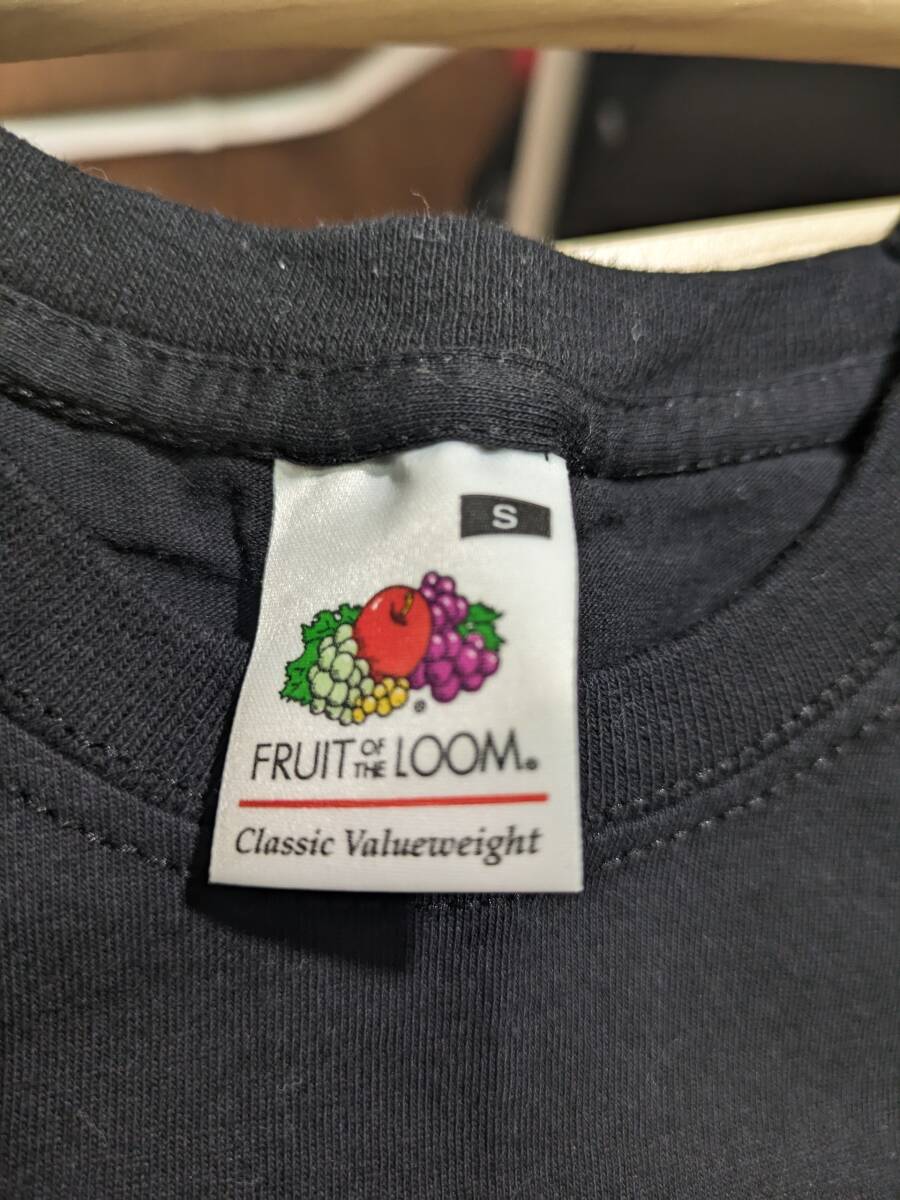 S
FRUIT OF THE LOOM®
Classic Valueweight